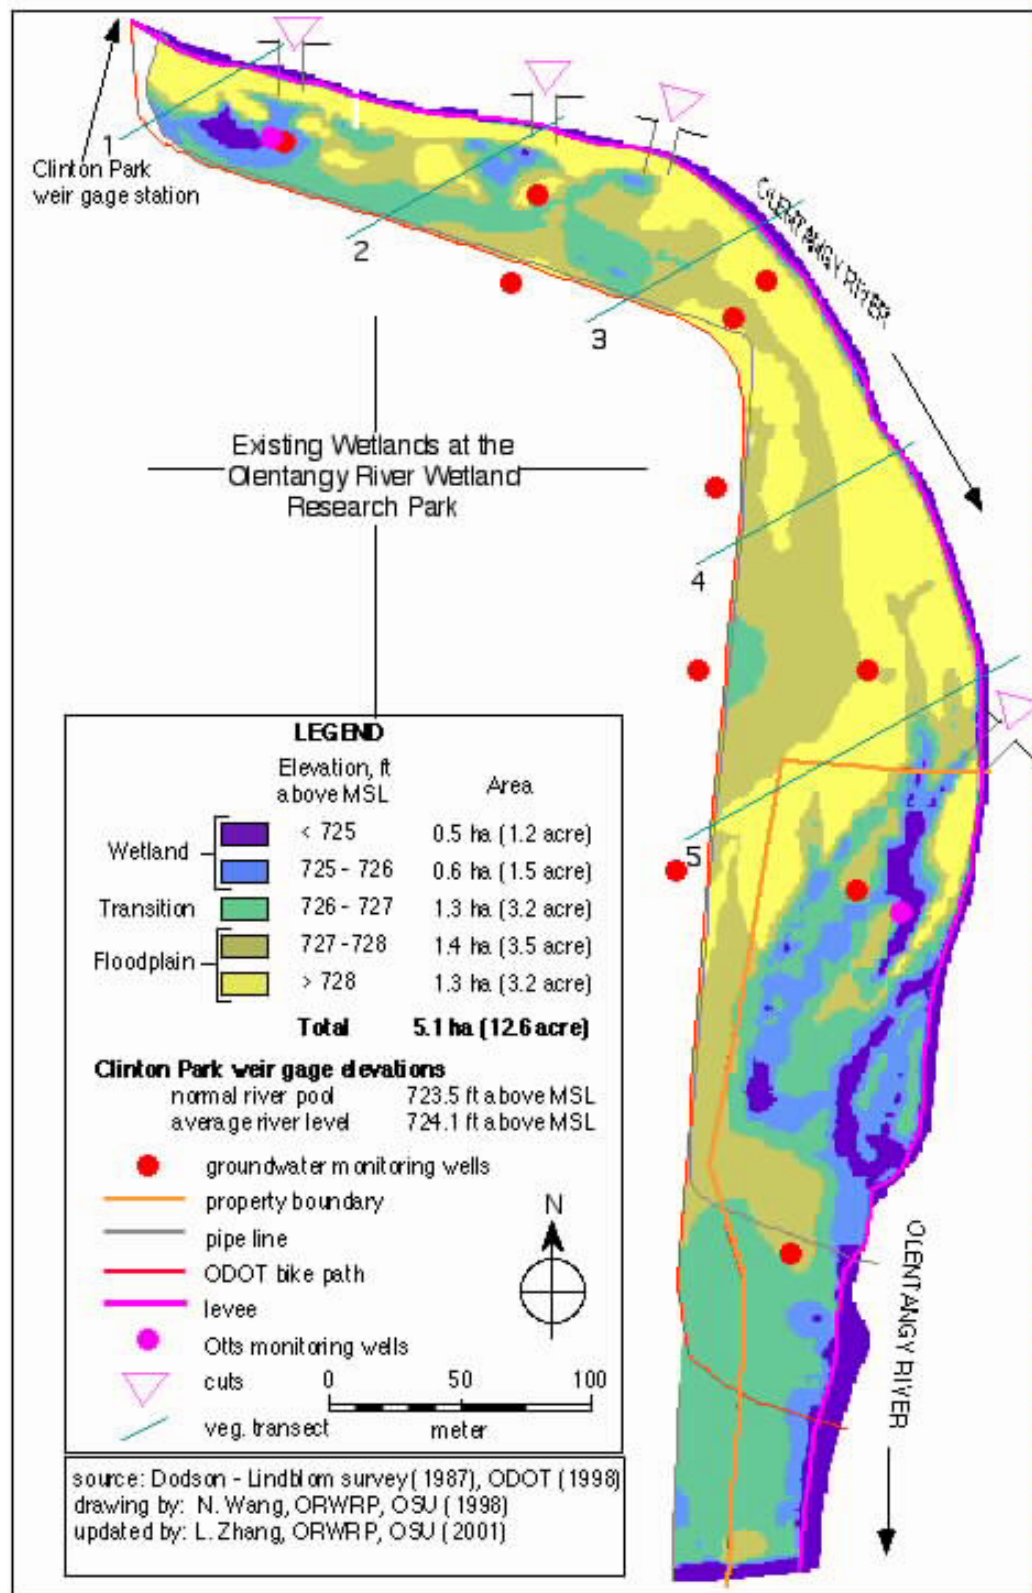 1
Clinton Park
weir gage station
2
3
OLENTANGY RIVER
Existing Wetlands at the
Olentangy River Wetland
Research Park
4
5
LEGEND
Elevation, ft
above MSL
Area
Wetland
< 725
0.5 ha (1.2 acre)
725 - 726
0.6 ha (1.5 acre)
Transition
726 - 727
1.3 ha (3.2 acre)
Floodplain
727 -728
1.4 ha (3.5 acre)
> 728
1.3 ha (3.2 acre)
Total 5.1 ha (12.6 acre)
Clinton Park weir gage elevations
normal river pool 723.5 ft above MSL
average river level 724.1 ft above MSL
groundwater monitoring wells
property boundary
pipe line
ODOT bike path
levee
Otts monitoring wells
cuts
veg. transect
N
0 50 100
meter
OLENTANGY RIVER
source: Dodson - Lindblom survey (1987), ODOT (1998)
drawing by: N. Wang, ORWRP, OSU (1998)
updated by: L. Zhang, ORWRP, OSU (2001)